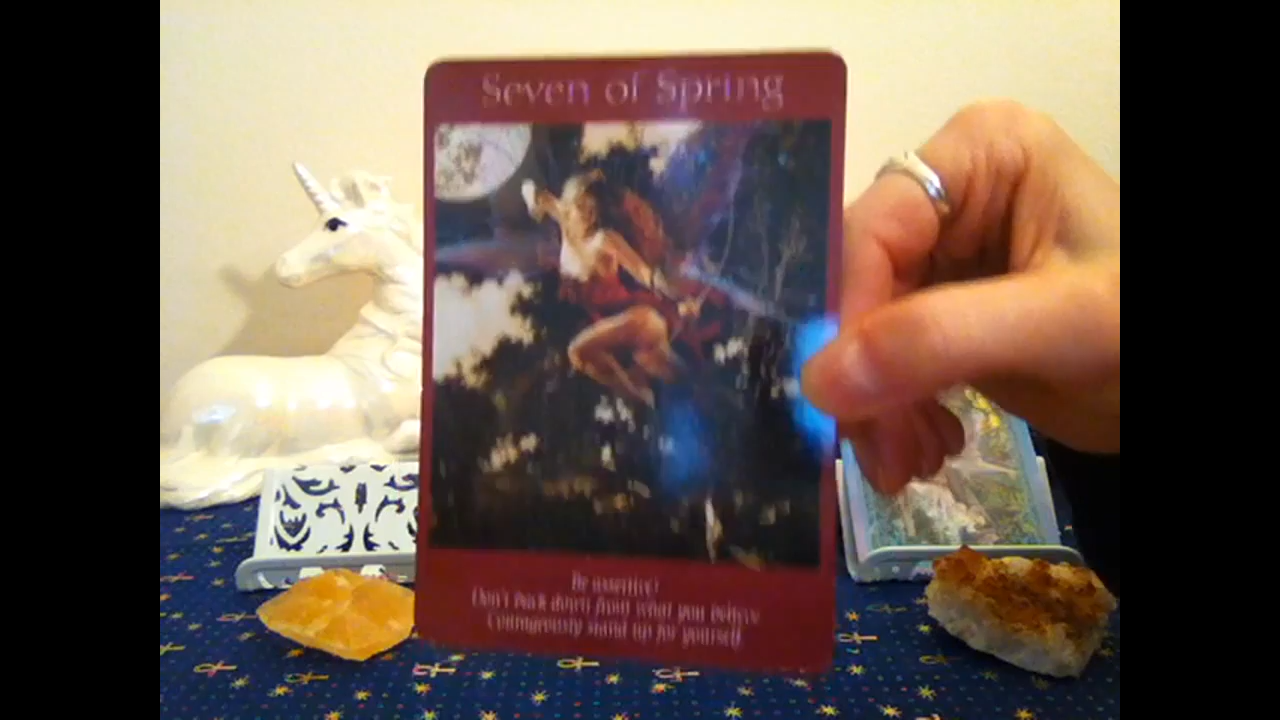 Seven of Spring
Be assertive!
Don't back down from what you believe.
Courageously stand up for yourself.